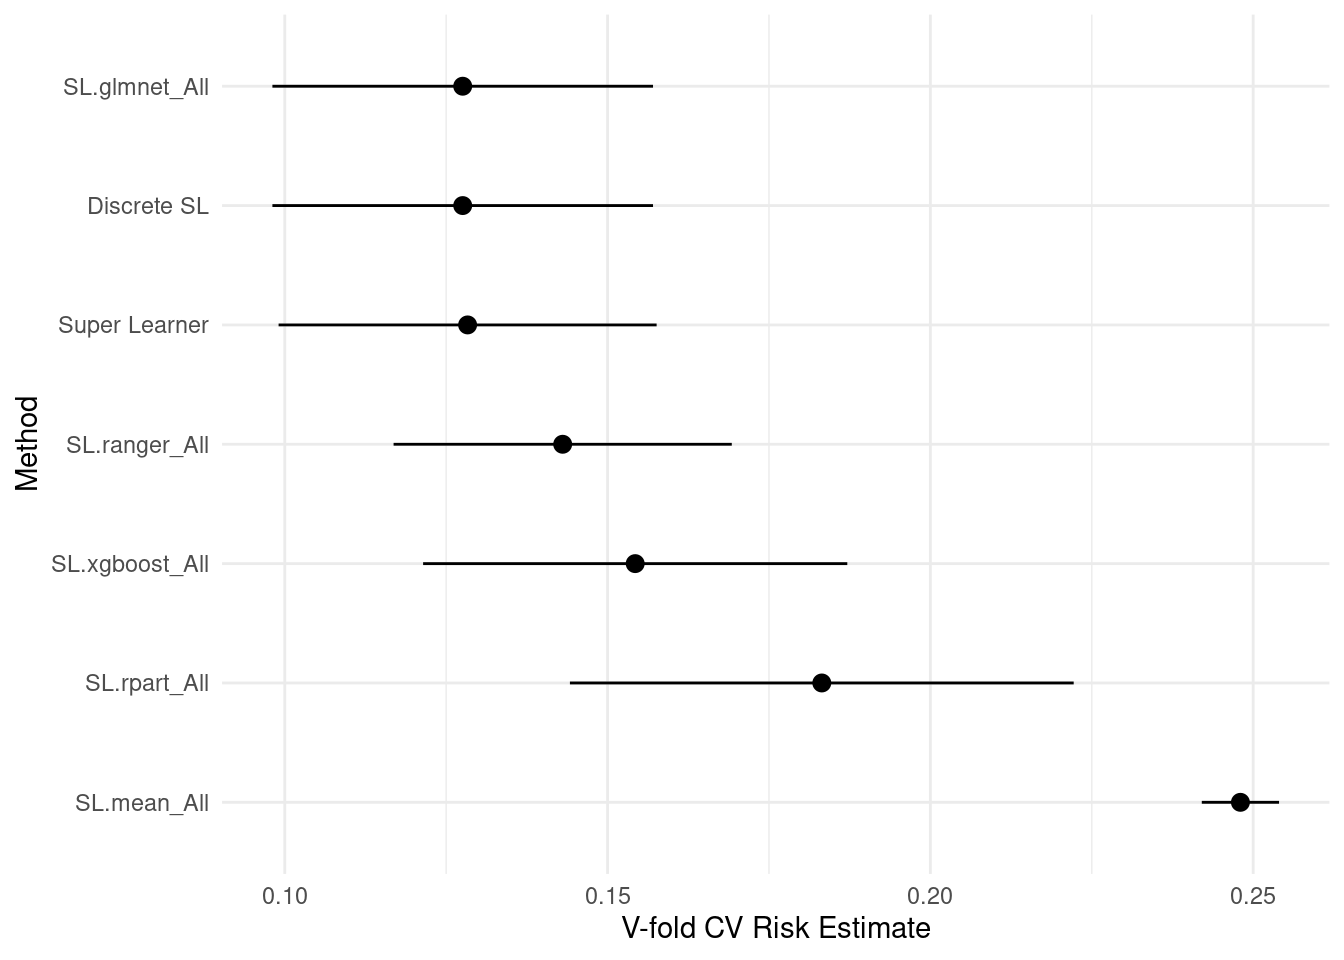 SL.glmnet_All
Discrete SL
Super Learner
SL.ranger_All
SL.xgboost_All
SL.rpart_All
SL.mean_All
Method
0.10 0.15 0.20 0.25
V-fold CV Risk Estimate